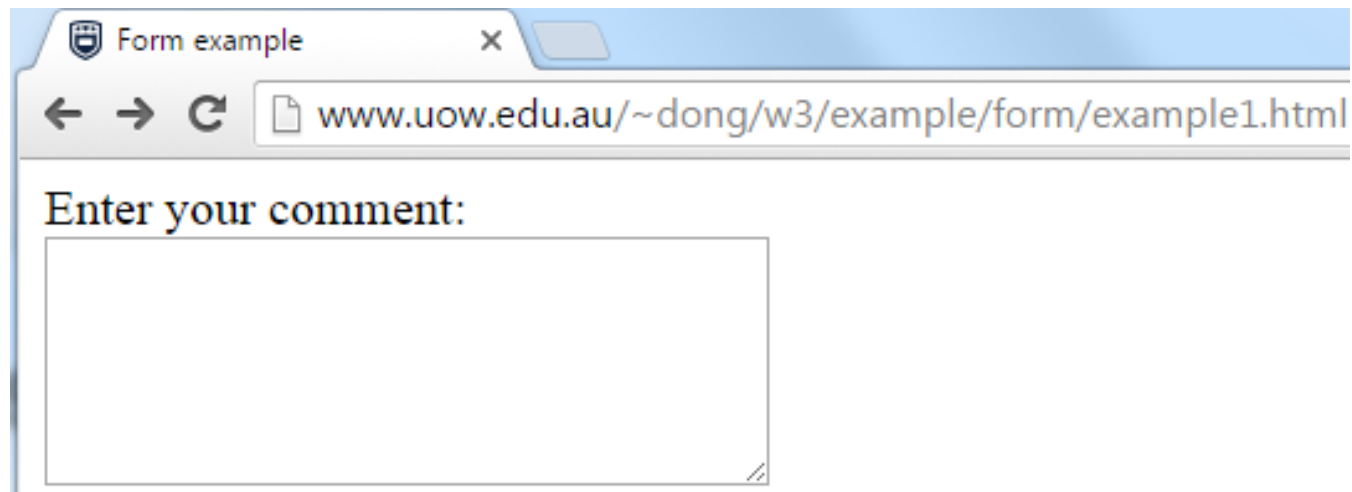 Form example
www.uow.edu.au/~dong/w3/example/form/example1.html
Enter your comment: